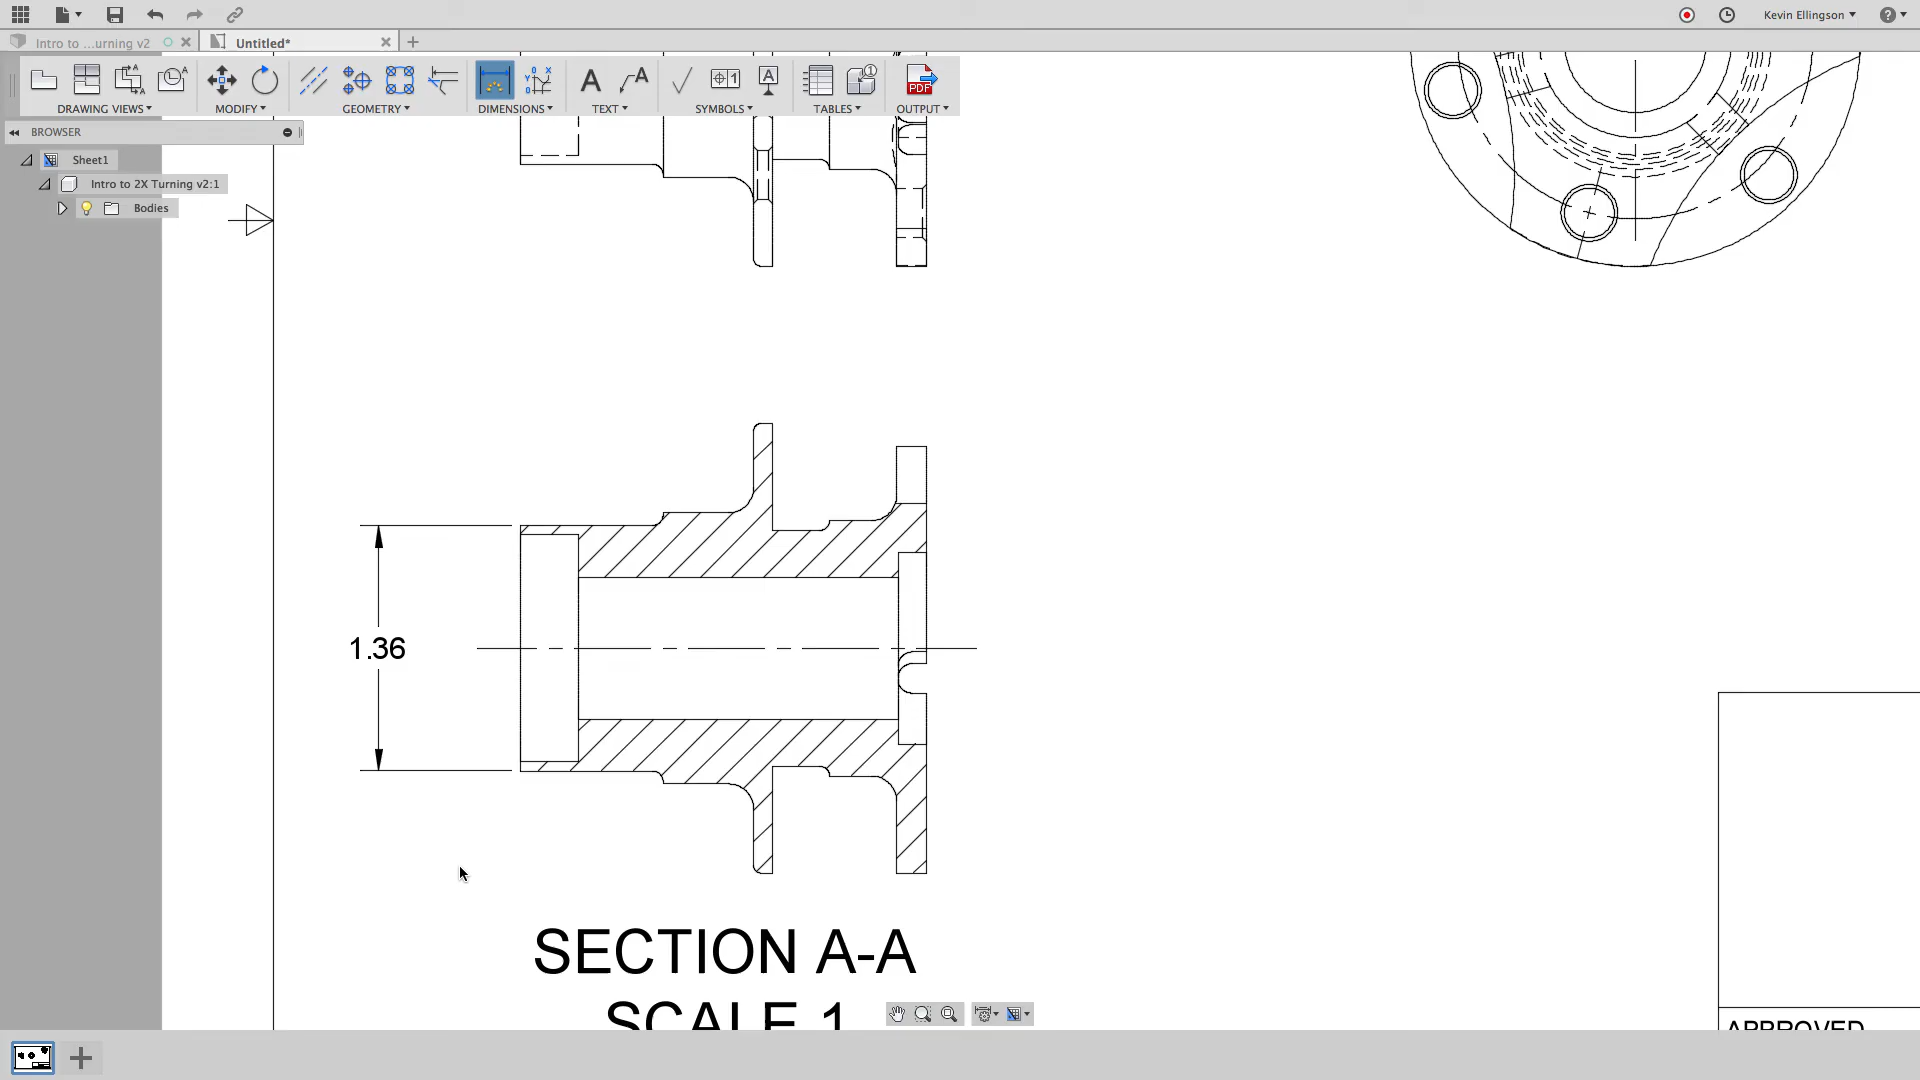 Kevin Ellingson
Intro to ...urning v2
Untitled*
DRAWING VIEWS
MODIFY
GEOMETRY
DIMENSIONS
TEXT
SYMBOLS
TABLES
OUTPUT
BROWSER
Sheet1
Intro to 2X Turning v2:1
Bodies
1.36
SECTION A-A
SCALE 1
APPROVED